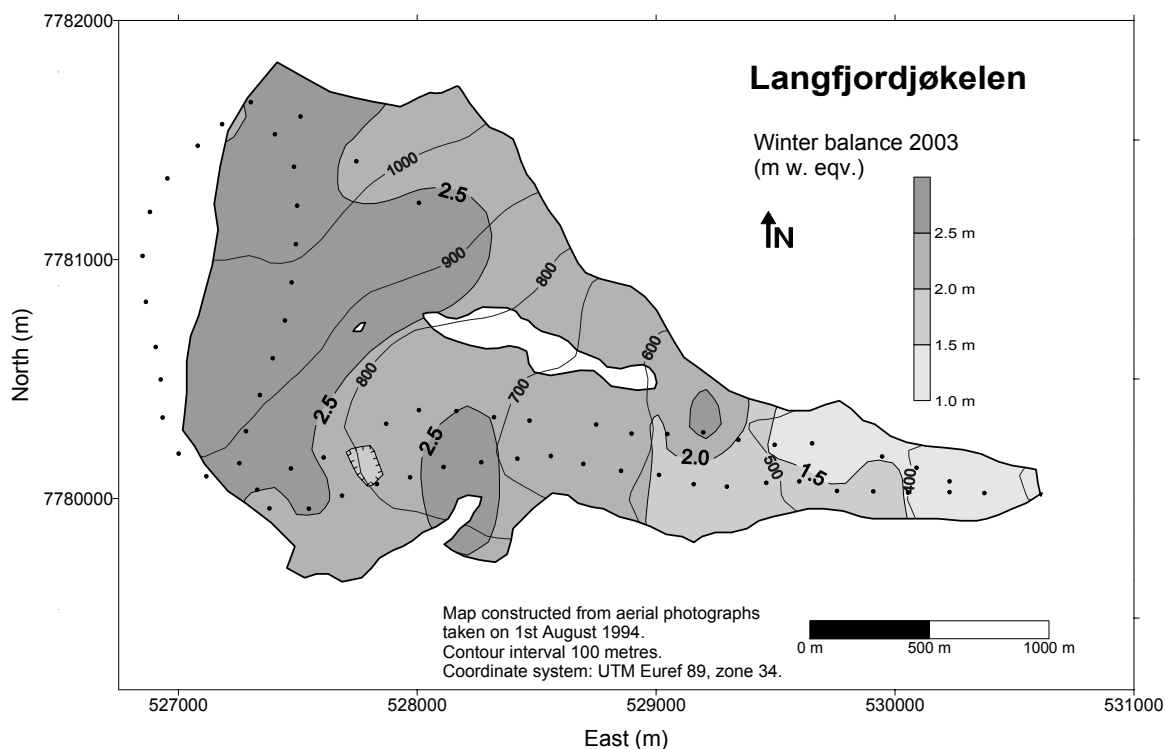 7782000
7781000
7780000
North (m)
Langfjordjøkelen
Winter balance 2003
(m w. eqv.)
2.5 m
2.0 m
1.5 m
1.0 m
N
1000
2.5
900
800
600
800
700
2.5
2.5
2.0
500
1.5
400
Map constructed from aerial photographs
taken on 1st August 1994.
Contour interval 100 metres.
Coordinate system: UTM Euref 89, zone 34.
0 m 500 m 1000 m
527000 528000 529000 530000 531000
East (m)